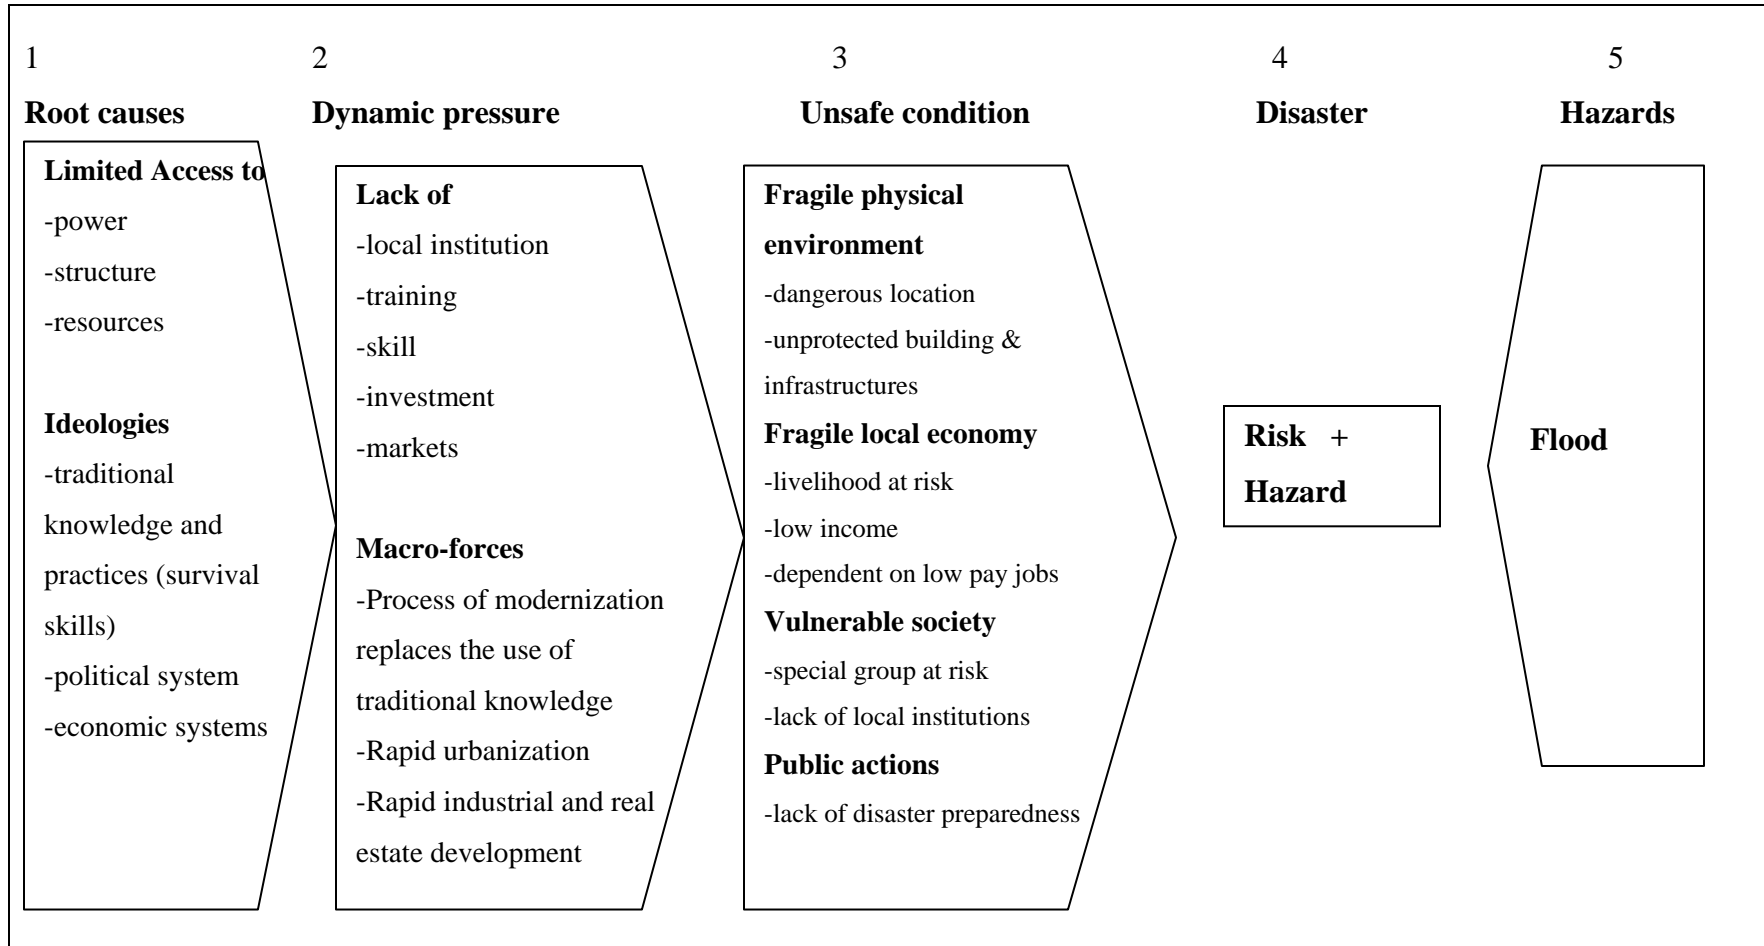 1
2
3
4
5
Root causes
Dynamic pressure
Unsafe condition
Disaster
Hazards
Limited Access to
-power
-structure
-resources
Ideologies
-traditional
knowledge and
practices (survival
skills)
-political system
-economic systems
Lack of
-local institution
-training
-skill
-investment
-markets
Macro-forces
-Process of modernization
replaces the use of
traditional knowledge
-Rapid urbanization
-Rapid industrial and real
estate development
Fragile physical
environment
-dangerous location
-unprotected building &
infrastructures
Fragile local economy
-livelihood at risk
-low income
-dependent on low pay jobs
Vulnerable society
-special group at risk
-lack of local institutions
Public actions
-lack of disaster preparedness
Risk +
Hazard
Flood